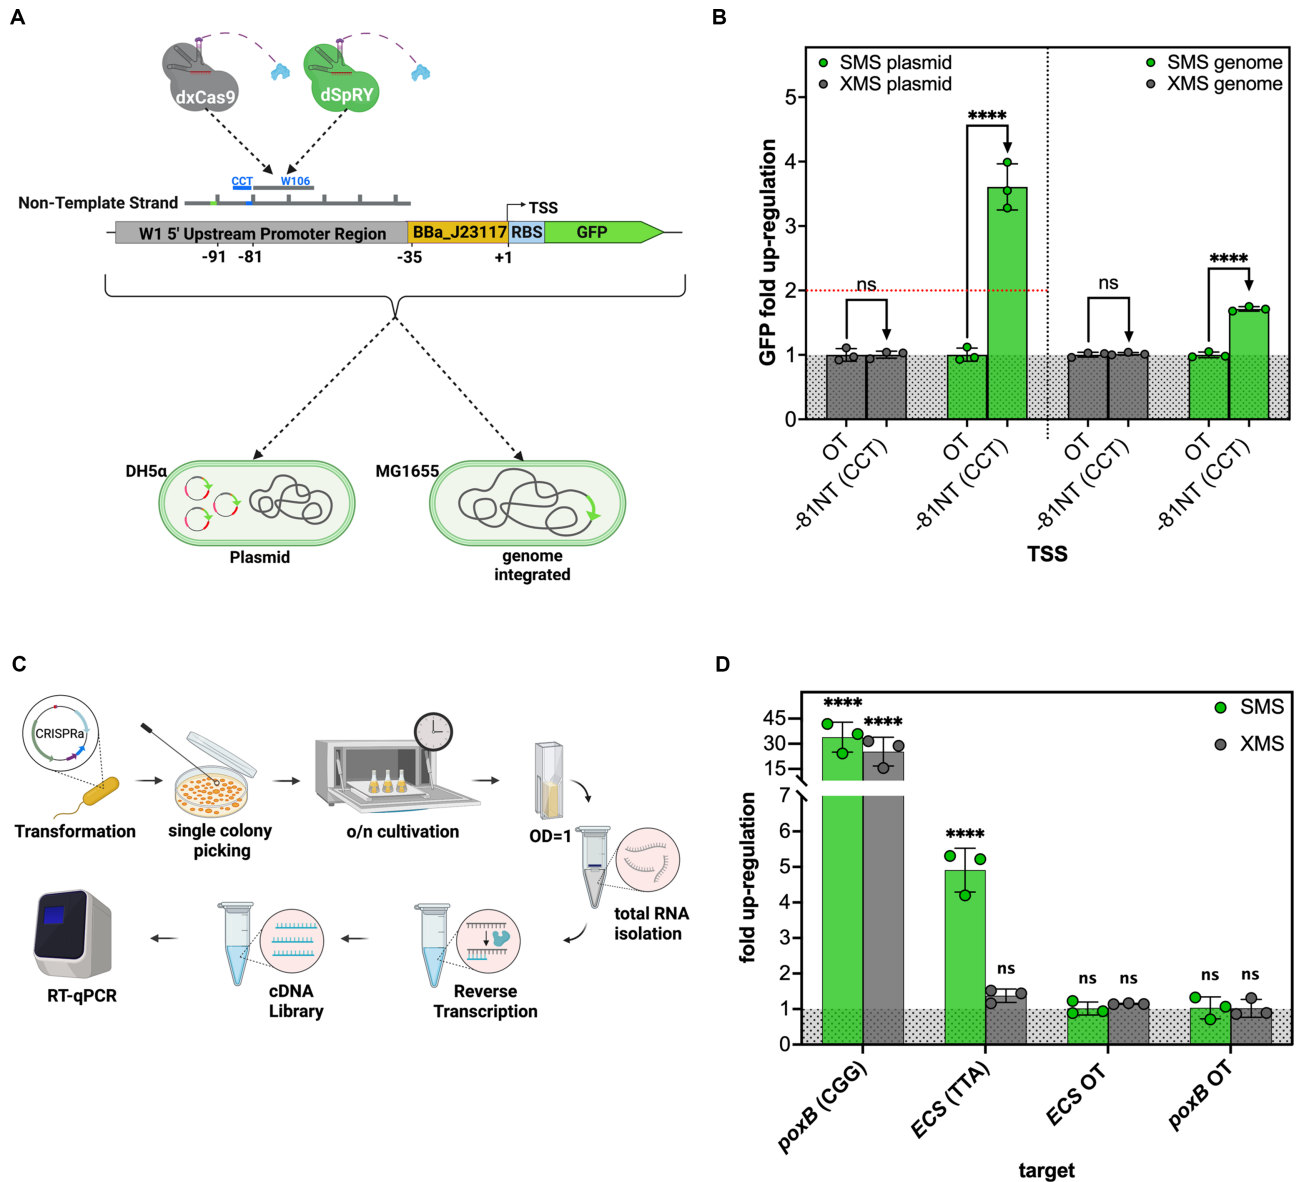 A
dxCas9
dSpRY
CCT
W106
Non-Template Strand
TSS
W1 5' Upstream Promoter Region
BBa_J23117
RBS
GFP
-91
-81
-35
+1
DH5α
MG1655
Plasmid
genome
integrated
B
SMS plasmid
XMS plasmid
SMS genome
XMS genome
GFP fold up-regulation
5
4
3
2
1
0
ns
****
ns
****
OT
-81NT (CCT)
OT
-81NT (CCT)
OT
-81NT (CCT)
OT
-81NT (CCT)
TSS
C
CRISPRa
Transformation
single colony
picking
o/n cultivation
OD=1
total RNA
isolation
Reverse
Transcription
cDNA
Library
RT-qPCR
D
SMS
XMS
fold up-regulation
45
30
15
7
6
5
4
3
2
1
0
****
****
****
ns
ns
ns
ns
ns
poxB (CGG)
ECS (TTA)
ECS OT
poxB OT
target